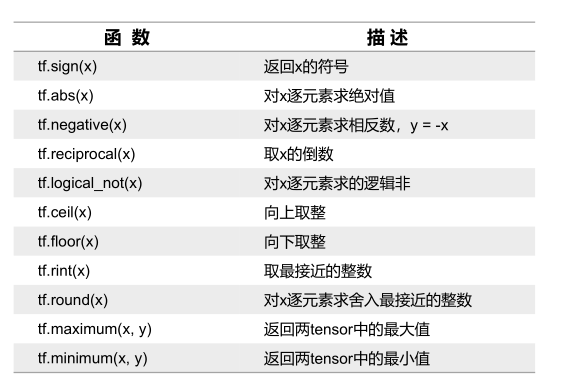 函 数 描 述
tf.sign(x) 返回x的符号
tf.abs(x) 对x逐元素求绝对值
tf.negative(x) 对x逐元素求相反数，y = -x
tf.reciprocal(x) 取x的倒数
tf.logical_not(x) 对x逐元素求的逻辑非
tf.ceil(x) 向上取整
tf.floor(x) 向下取整
tf.rint(x) 取最接近的整数
tf.round(x) 对x逐元素求舍入最接近的整数
tf.maximum(x, y) 返回两tensor中的最大值
tf.minimum(x, y) 返回两tensor中的最小值